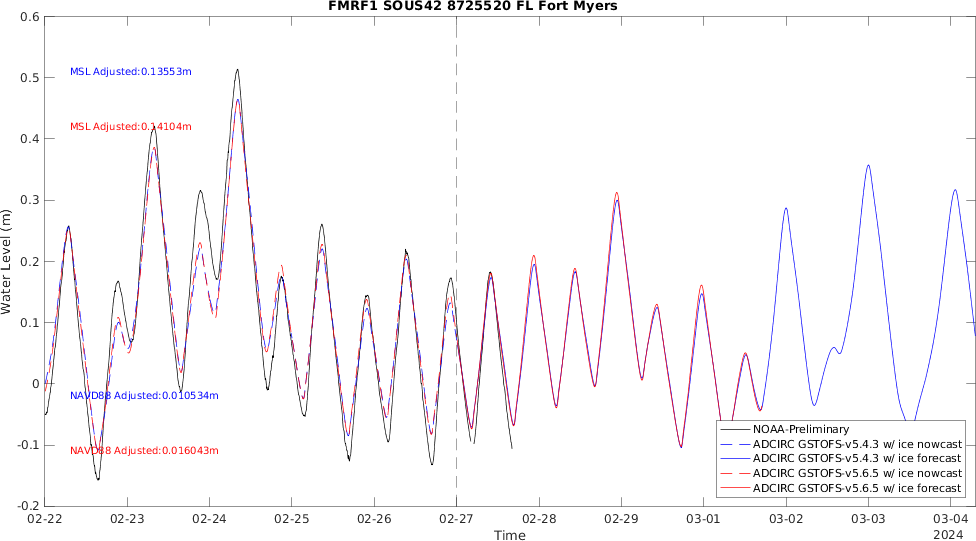 FMRF1 SOUS42 8725520 FL Fort Myers
0.6
0.5
0.4
0.3
0.2
0.1
0
-0.1
-0.2
Water Level (m)
MSL Adjusted:0.13553m
MSL Adjusted:0.14104m
NAVD88 Adjusted:0.010534m
NAVD88 Adjusted:0.016043m
NOAA-Preliminary
ADCIRC GSTOFS-v5.4.3 w/ ice nowcast
ADCIRC GSTOFS-v5.4.3 w/ ice forecast
ADCIRC GSTOFS-v5.6.5 w/ ice nowcast
ADCIRC GSTOFS-v5.6.5 w/ ice forecast
02-22 02-23 02-24 02-25 02-26 02-27 02-28 02-29 03-01 03-02 03-03 03-04
Time
2024